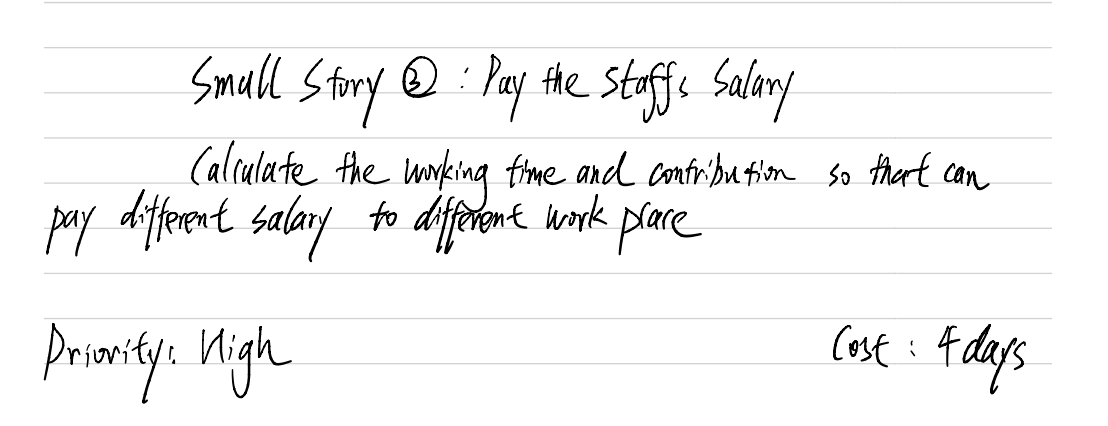 Small Story ③ : Pay the staffs Salary
Calculate the working time and contribution so that can
pay different salary to different work place
Priority: High
Cost : 4 days